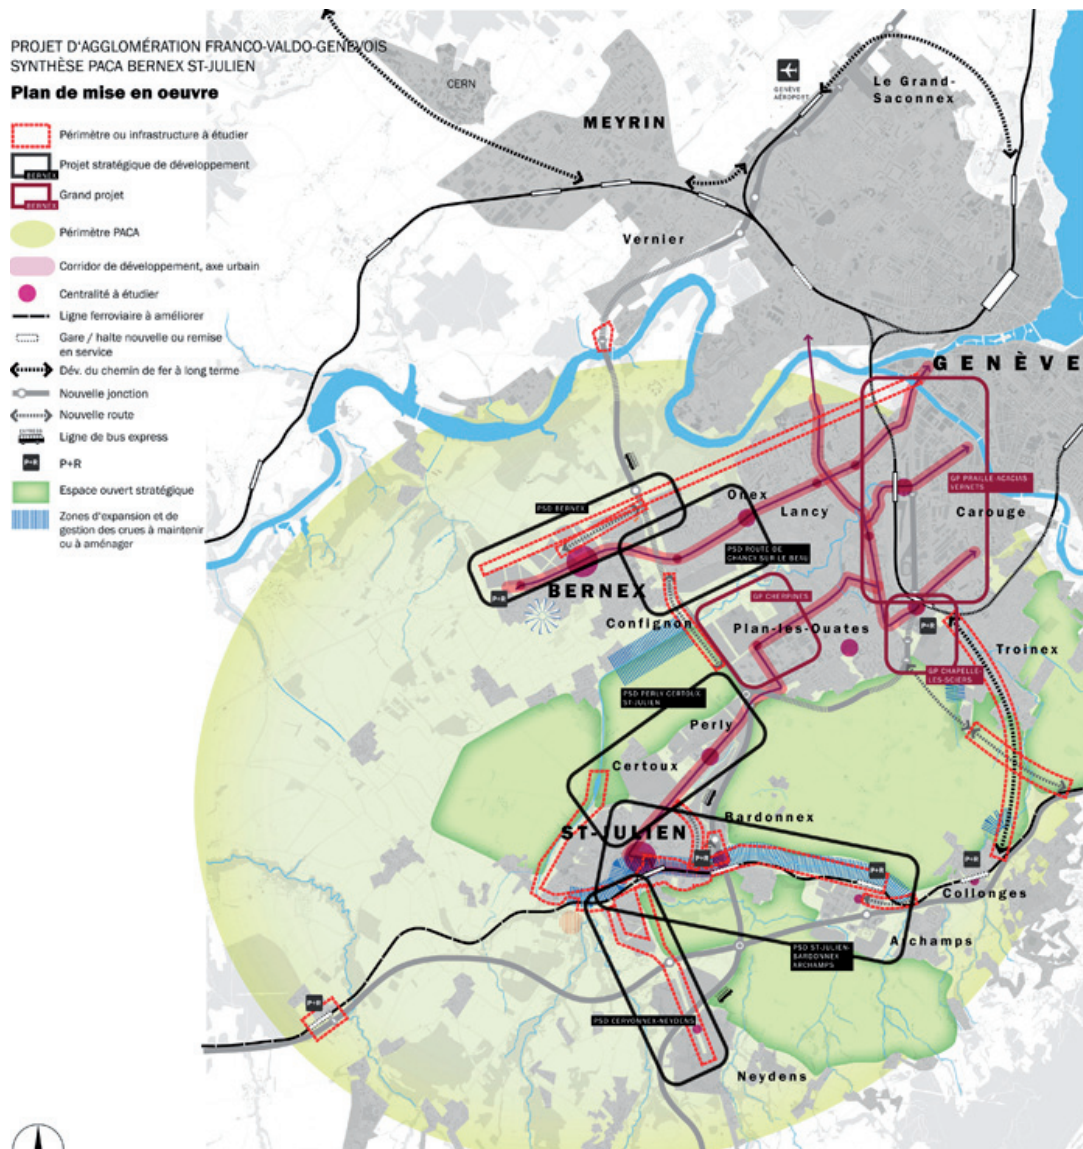 PROJET D'AGGLOMÉRATION FRANCO-VALDO-GENEVOIS
SYNTHÈSE PACA BERNEX ST-JULIEN
Plan de mise en oeuvre
Périmètre ou infrastructure à étudier
BERNEX
Projet stratégique de développement
BERNEX
Grand projet
Périmètre PACA
Corridor de développement, axe urbain
Centralité à étudier
Ligne ferroviaire à améliorer
Gare / halte nouvelle ou remise
en service
Dév. du chemin de fer à long terme
Nouvelle jonction
Nouvelle route
EXPRESS
Ligne de bus express
P+R
P+R
Espace ouvert stratégique
Zones d'expansion et de
gestion des crues à maintenir
ou à aménager
CERN
MEYRIN
GENÈVE
AÉROPORT
Le Grand-
Saconnex
Vernier
GENÈVE
PSD BERNEX
Onex
Lancy
GP PRAILLE-ACACIAS
VERNETS
Carouge
PSD ROUTE DE
CHANCY SUR LE BEAU
BERNEX
P+R
GP CHERPINES
Confignon
Plan-les-Ouates
P+R
Troinex
GP CHAPELLE-
LES-SCIERS
PSD PERLY CERTOUX
ST-JULIEN
Perly
Certoux
Bardonnex
ST-JULIEN
P+R
P+R
P+R
Collonges
Archamps
PSD ST-JULIEN-
BARDONNEX
ARCHAMPS
P+R
PSD CERVONNEX-NEYDENS
Neydens